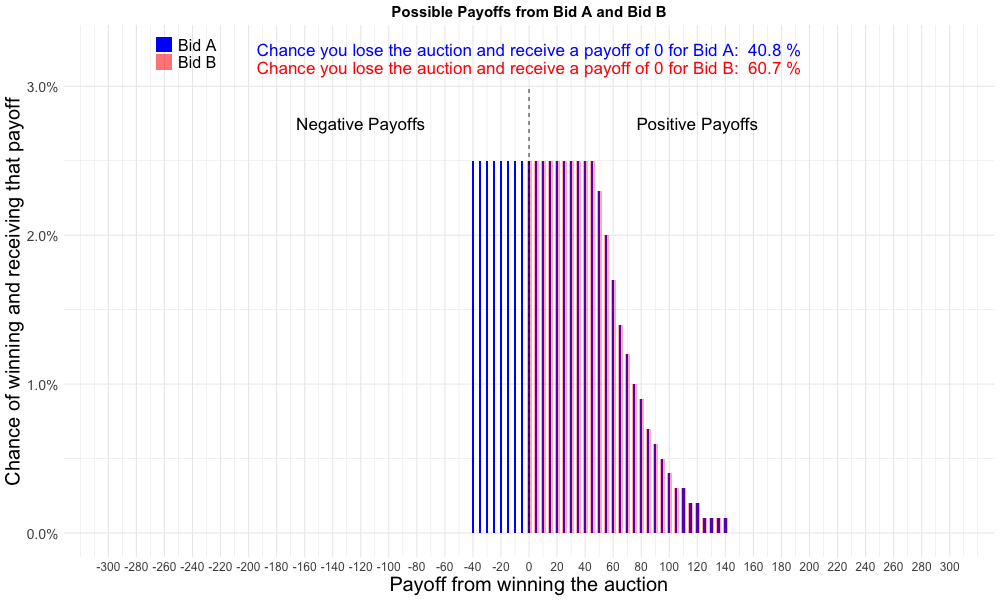 Possible Payoffs from Bid A and Bid B
Bid A
Bid B
Chance you lose the auction and receive a payoff of 0 for Bid A:  40.8 %
Chance you lose the auction and receive a payoff of 0 for Bid B:  60.7 %
Negative Payoffs
Positive Payoffs
Chance of winning and receiving that payoff
3.0%
2.0%
1.0%
0.0%
-300 -280 -260 -240 -220 -200 -180 -160 -140 -120 -100 -80 -60 -40 -20 0 20 40 60 80 100 120 140 160 180 200 220 240 260 280 300
Payoff from winning the auction